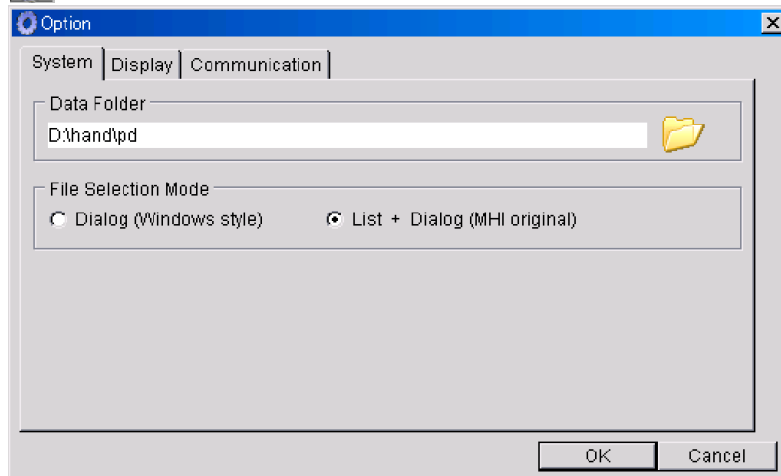 Option
System Display Communication
Data Folder
D:\hand\pd
File Selection Mode
Dialog (Windows style) List + Dialog (MHI original)
OK Cancel